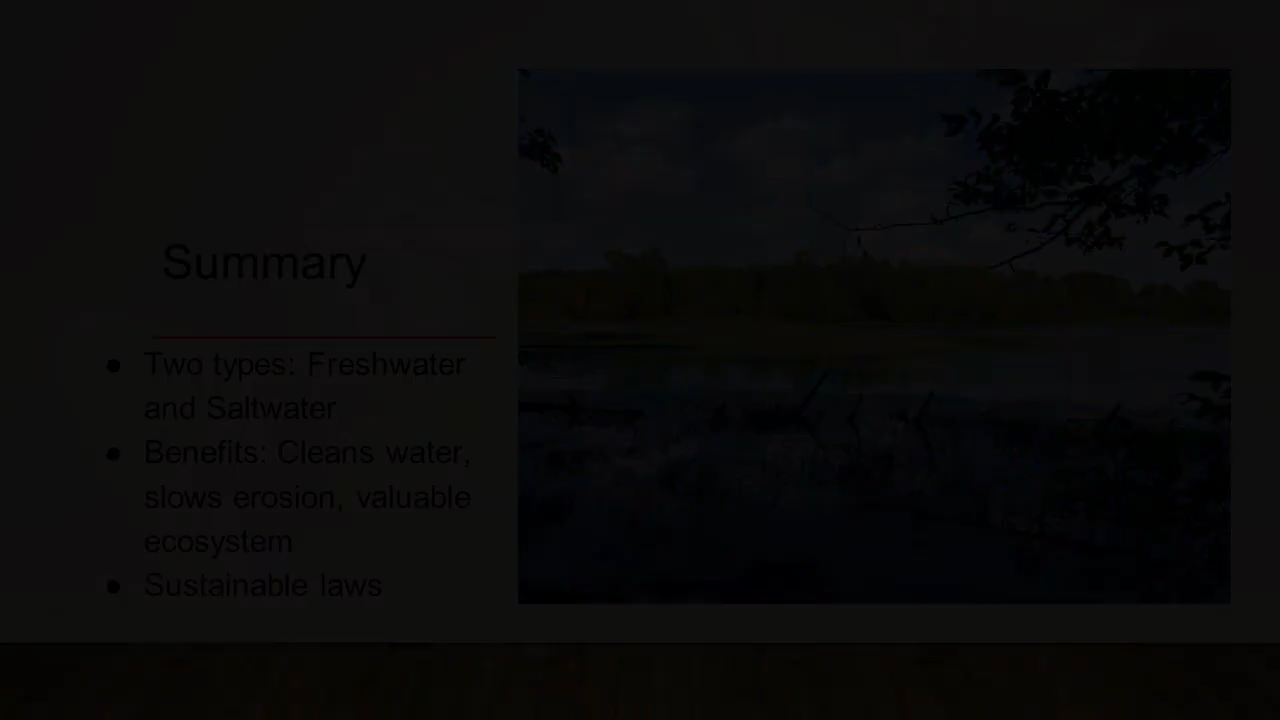 Summary
● Two types: Freshwater
and Saltwater
● Benefits: Cleans water,
slows erosion, valuable
ecosystem
● Sustainable laws